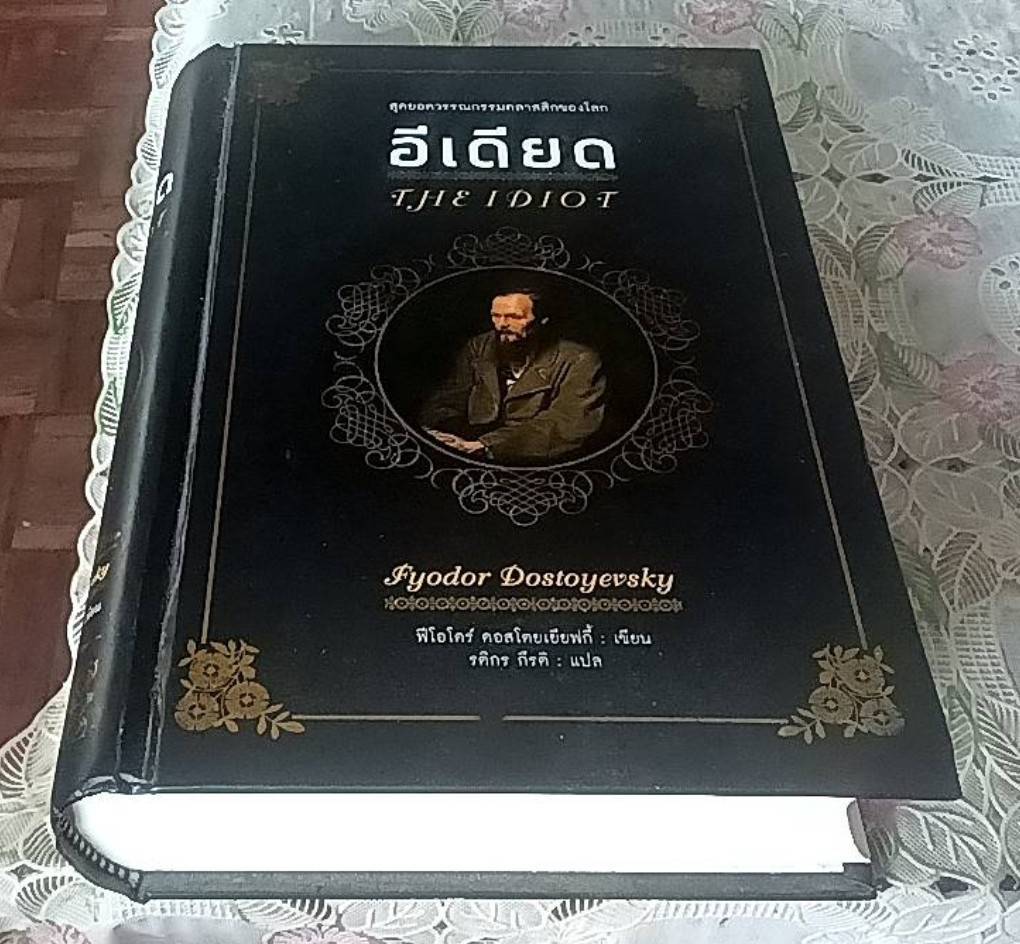 สุดยอดวรรณกรรมคลาสสิกของโลก
อีเดียด
THE IDIOT
Fyodor Dostoyevsky
ฟีโอโดร์ ดอสโตยเยียฟกี้ : เขียน
รติกร กีรติ : แปล